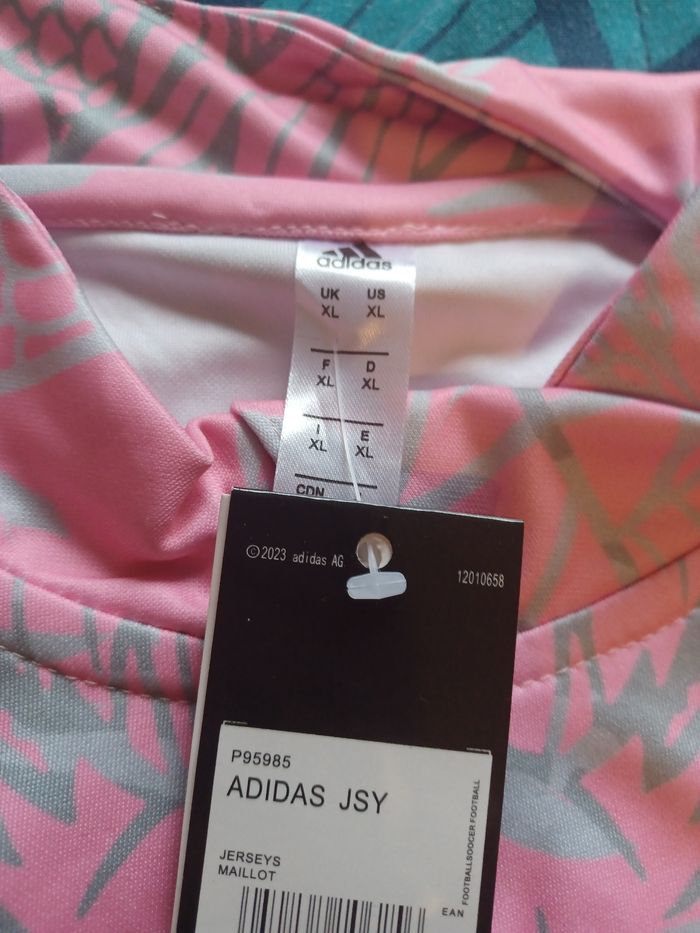 adidas
UK US
XL XL
F D
XL XL
I E
XL XL
CDN
©2023 adidas AG
12010658
P95985
ADIDAS JSY
JERSEYS
MAILLOT
EAN
FOOTBALLSOCCER FOOTBALL